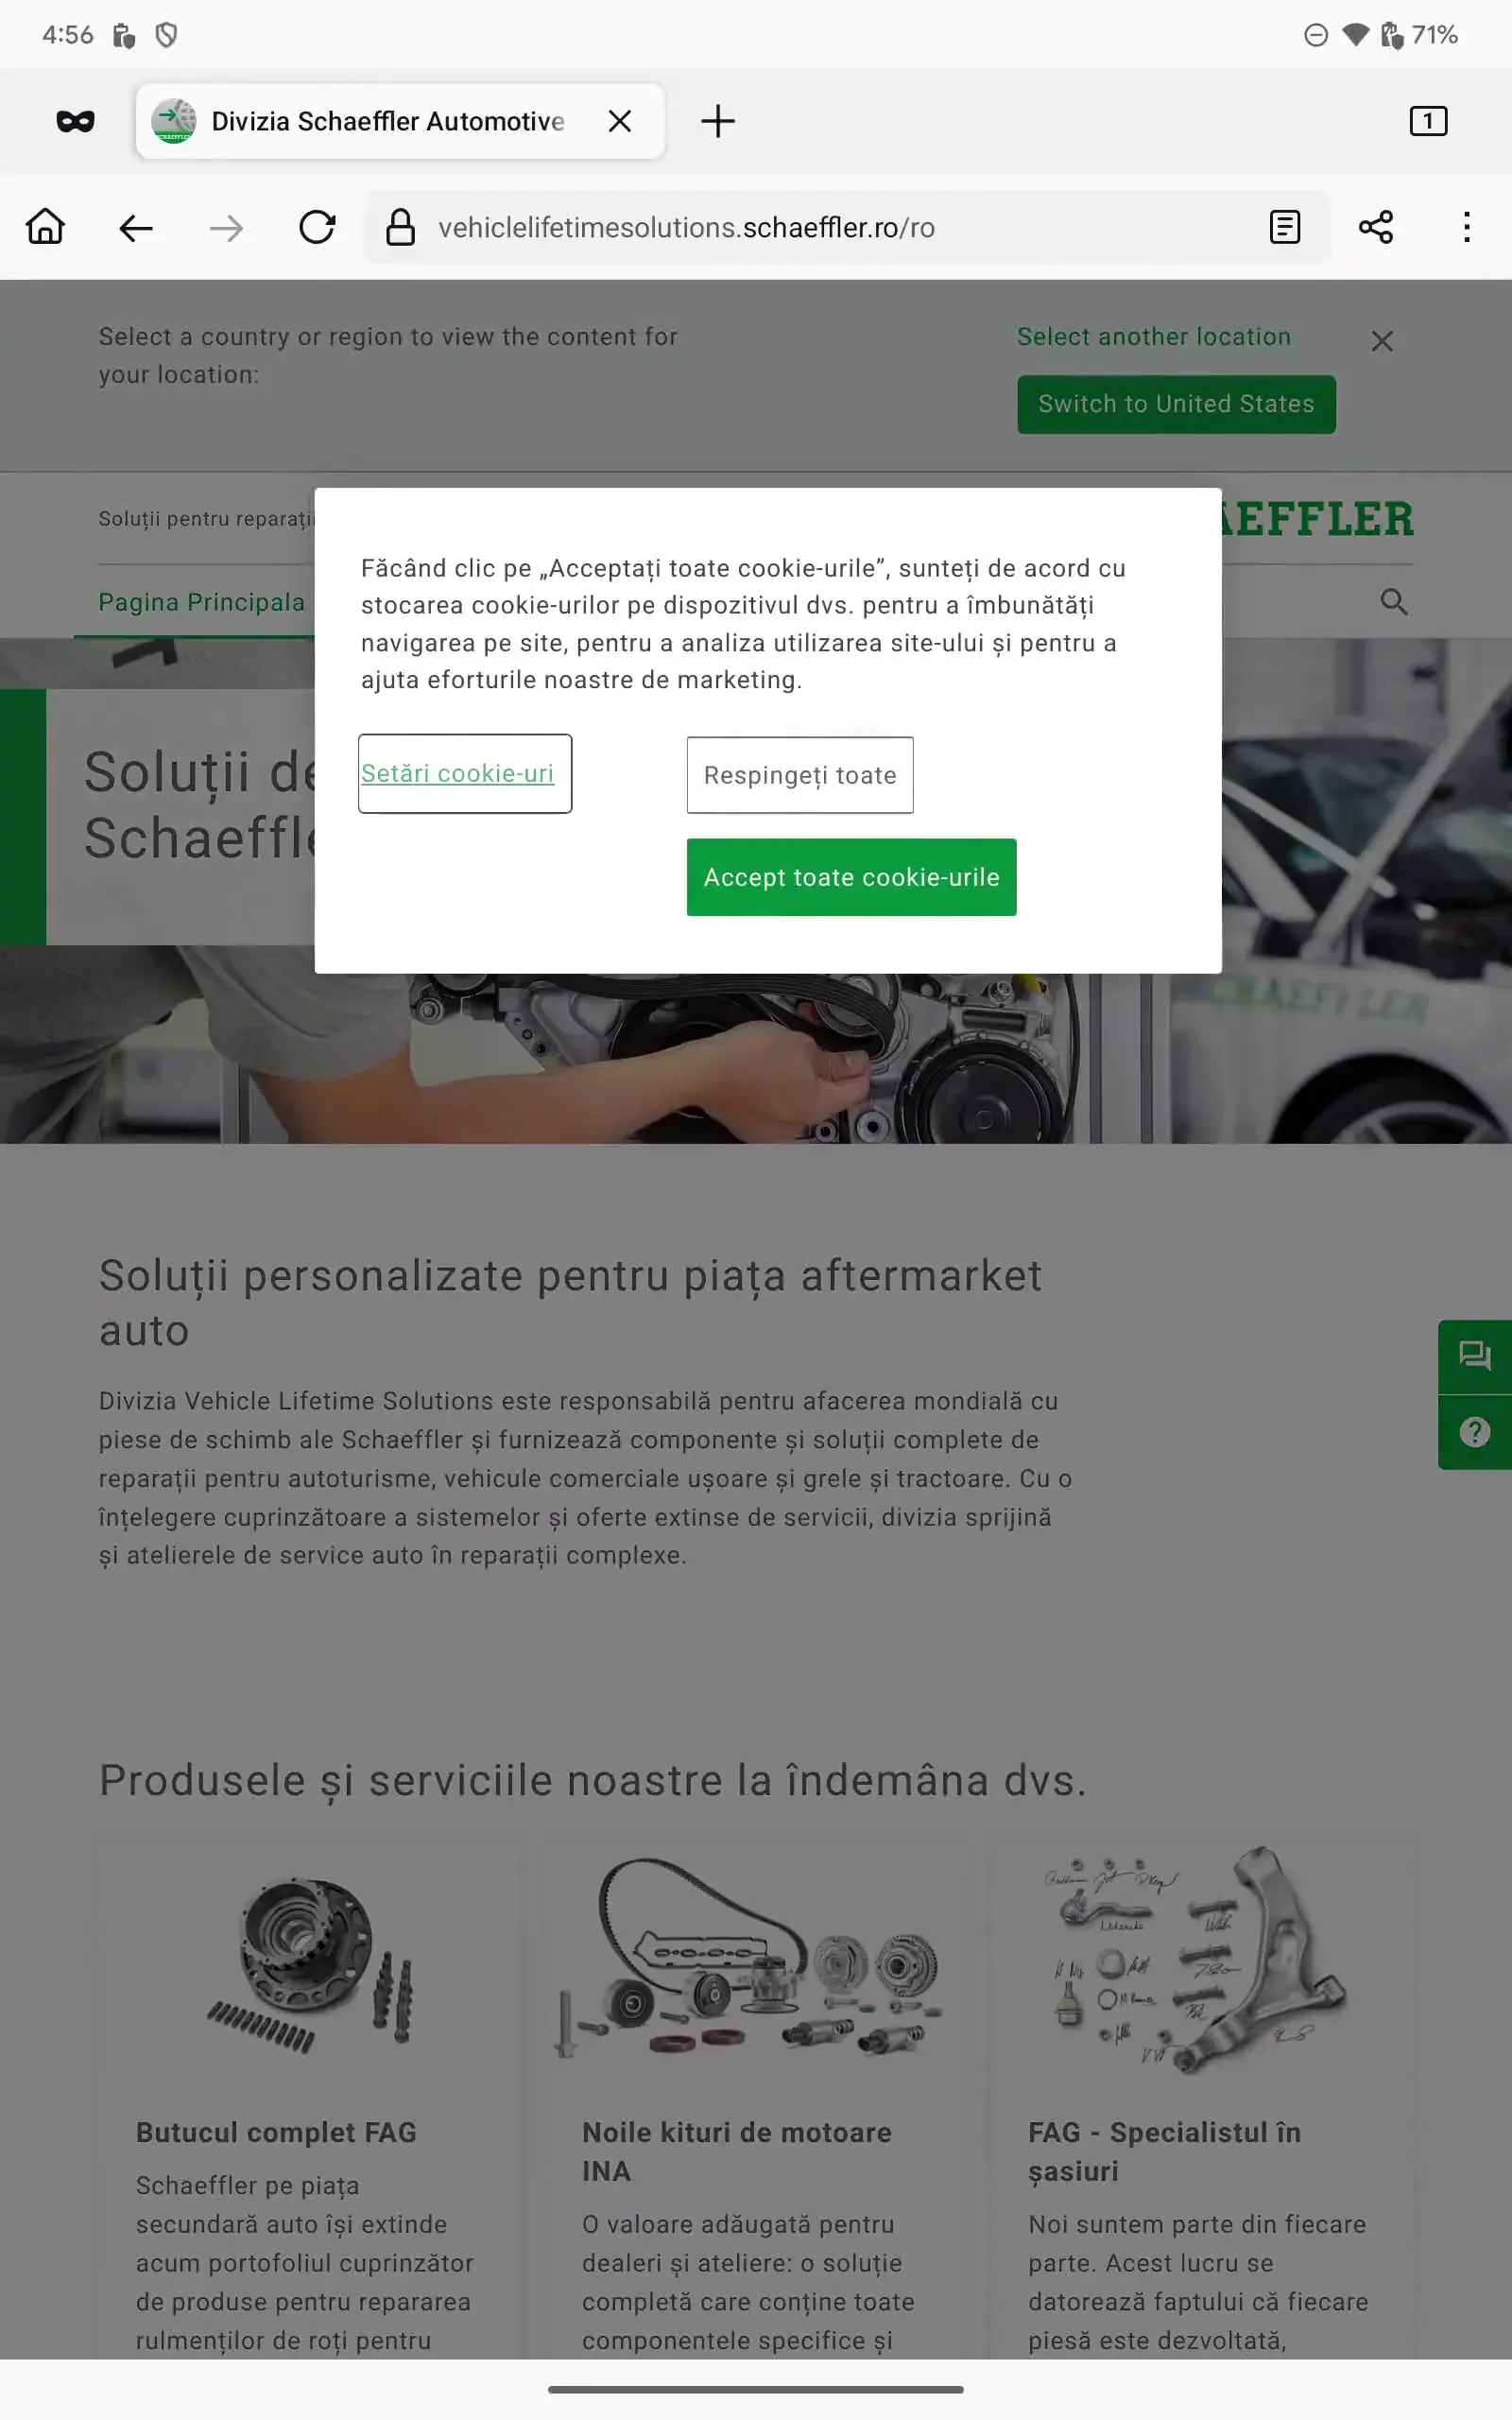 4:56
71%
Divizia Schaeffler Automotive
1
vehiclelifetimesolutions.schaeffler.ro/ro
Select a country or region to view the content for
your location:
Select another location
Switch to United States
Soluții pentru reparații
AEFFLER
Pagina Principala
Făcând clic pe „Acceptați toate cookie-urile”, sunteți de acord cu
stocarea cookie-urilor pe dispozitivul dvs. pentru a îmbunătăți
navigarea pe site, pentru a analiza utilizarea site-ului și pentru a
ajuta eforturile noastre de marketing.
Setări cookie-uri
Respingeți toate
Accept toate cookie-urile
Soluții de
Schaeffle
SCHAEFFLER
Soluții personalizate pentru piața aftermarket
auto
Divizia Vehicle Lifetime Solutions este responsabilă pentru afacerea mondială cu
piese de schimb ale Schaeffler și furnizează componente și soluții complete de
reparații pentru autoturisme, vehicule comerciale ușoare și grele și tractoare. Cu o
înțelegere cuprinzătoare a sistemelor și oferte extinse de servicii, divizia sprijină
și atelierele de service auto în reparații complexe.
Produsele și serviciile noastre la îndemâna dvs.
Butucul complet FAG
Schaeffler pe piața
secundară auto își extinde
acum portofoliul cuprinzător
de produse pentru repararea
rulmenților de roți pentru
Noile kituri de motoare
INA
O valoare adăugată pentru
dealeri și ateliere: o soluție
completă care conține toate
componentele specifice și
FAG - Specialistul în
șasiuri
Noi suntem parte din fiecare
parte. Acest lucru se
datorează faptului că fiecare
piesă este dezvoltată,